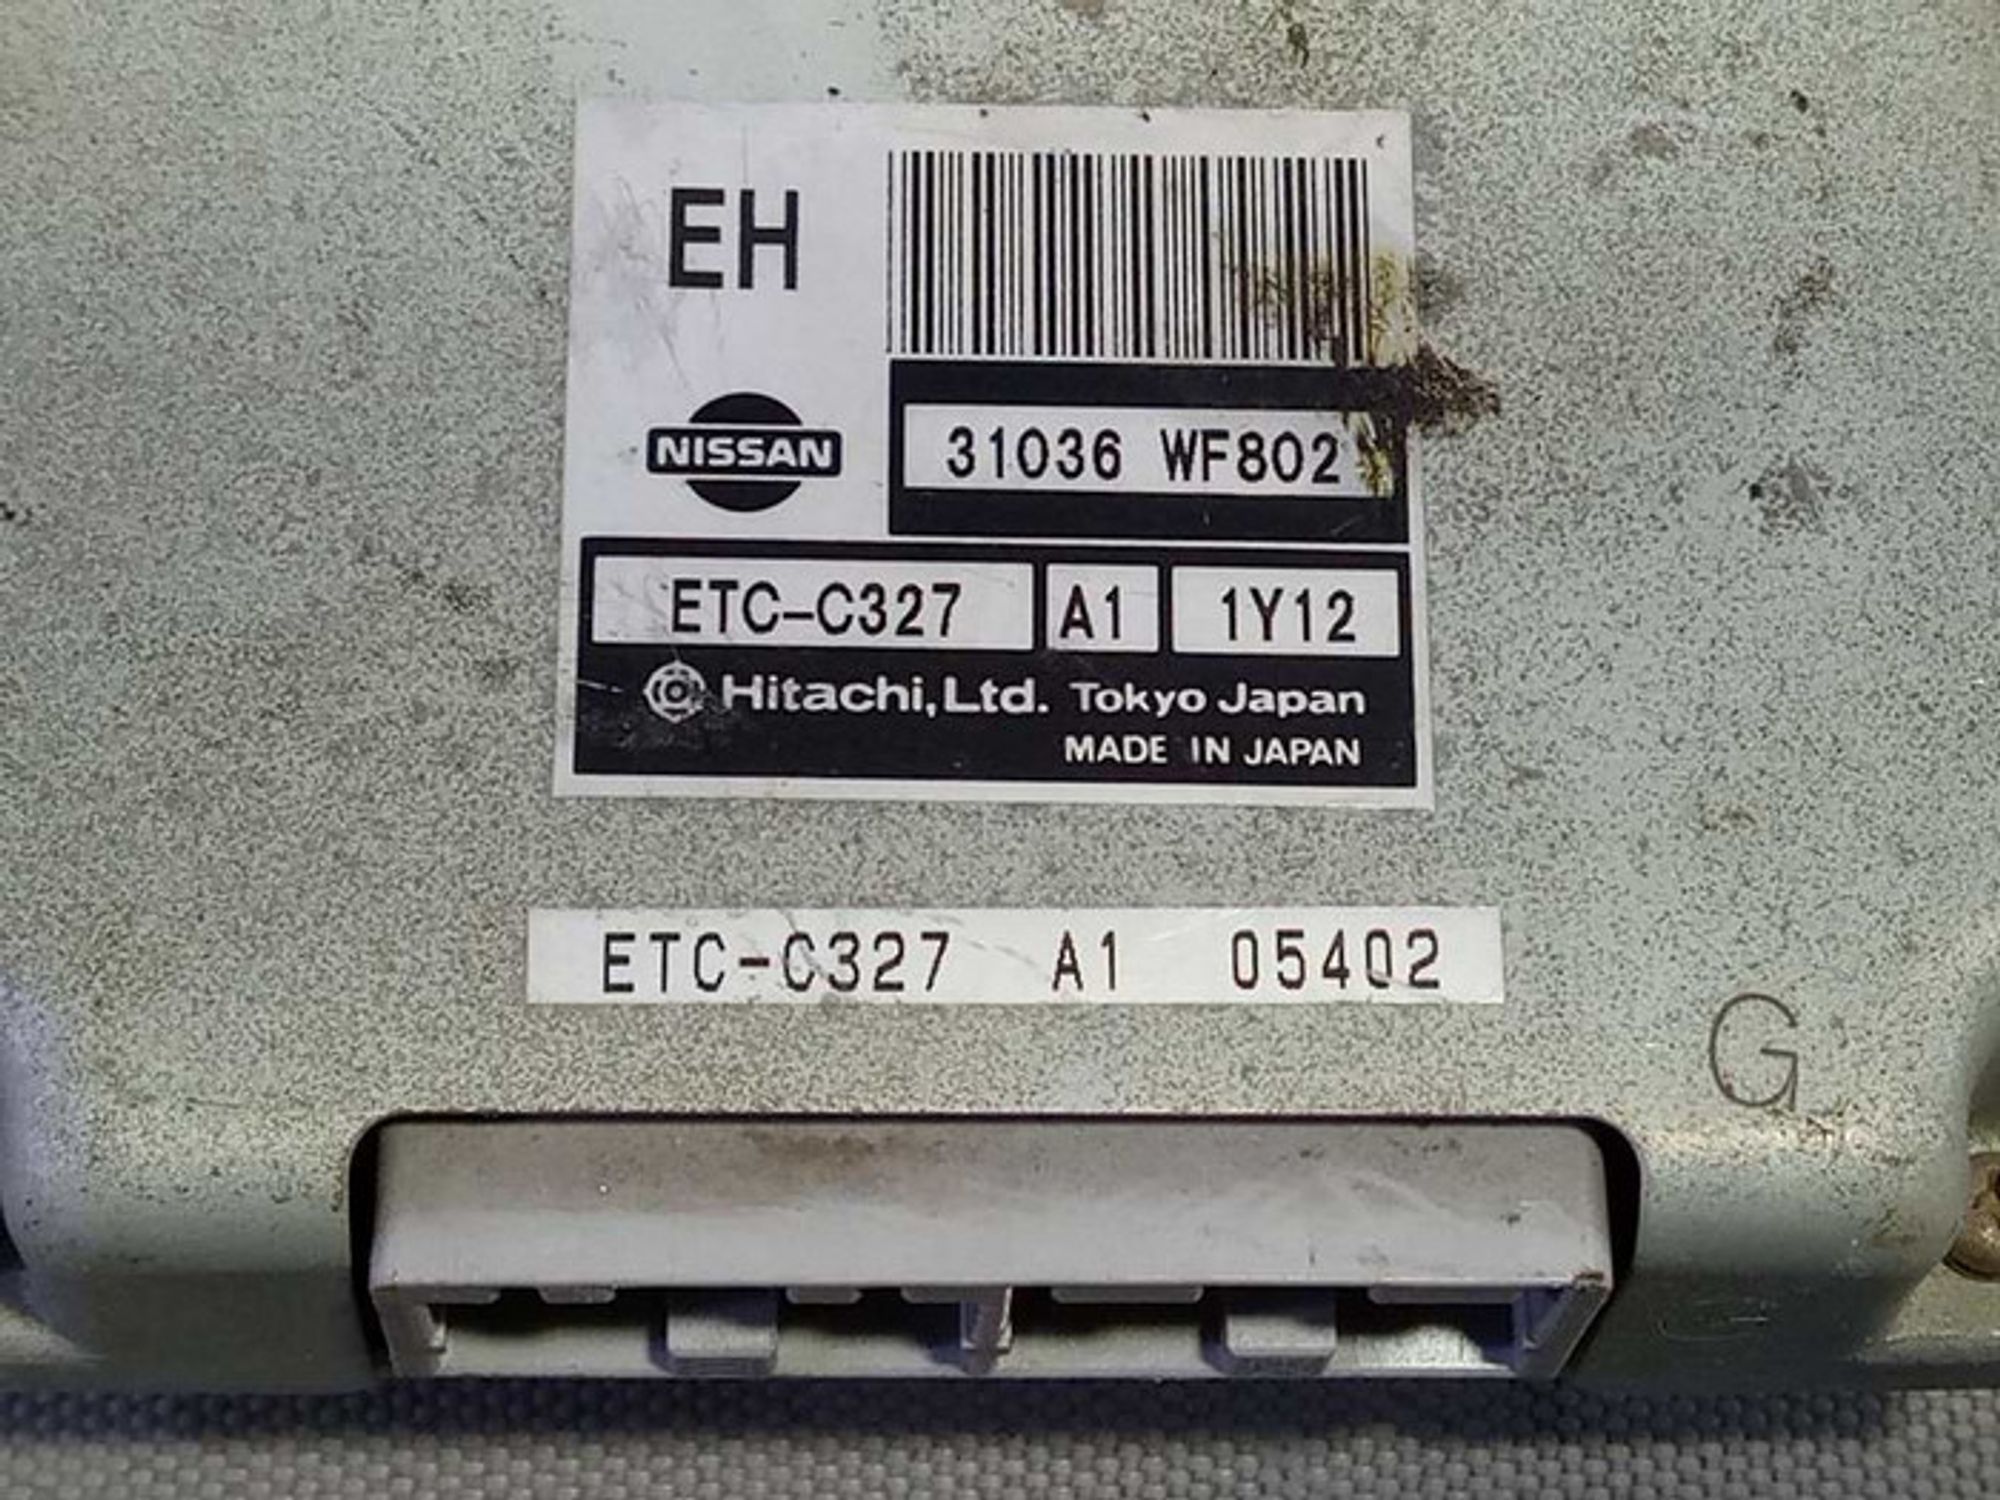 EH
NISSAN
31036 WF802
ETC-C327 A1 1Y12
Hitachi, Ltd. Tokyo Japan
MADE IN JAPAN
ETC-C327 A1 05402
G